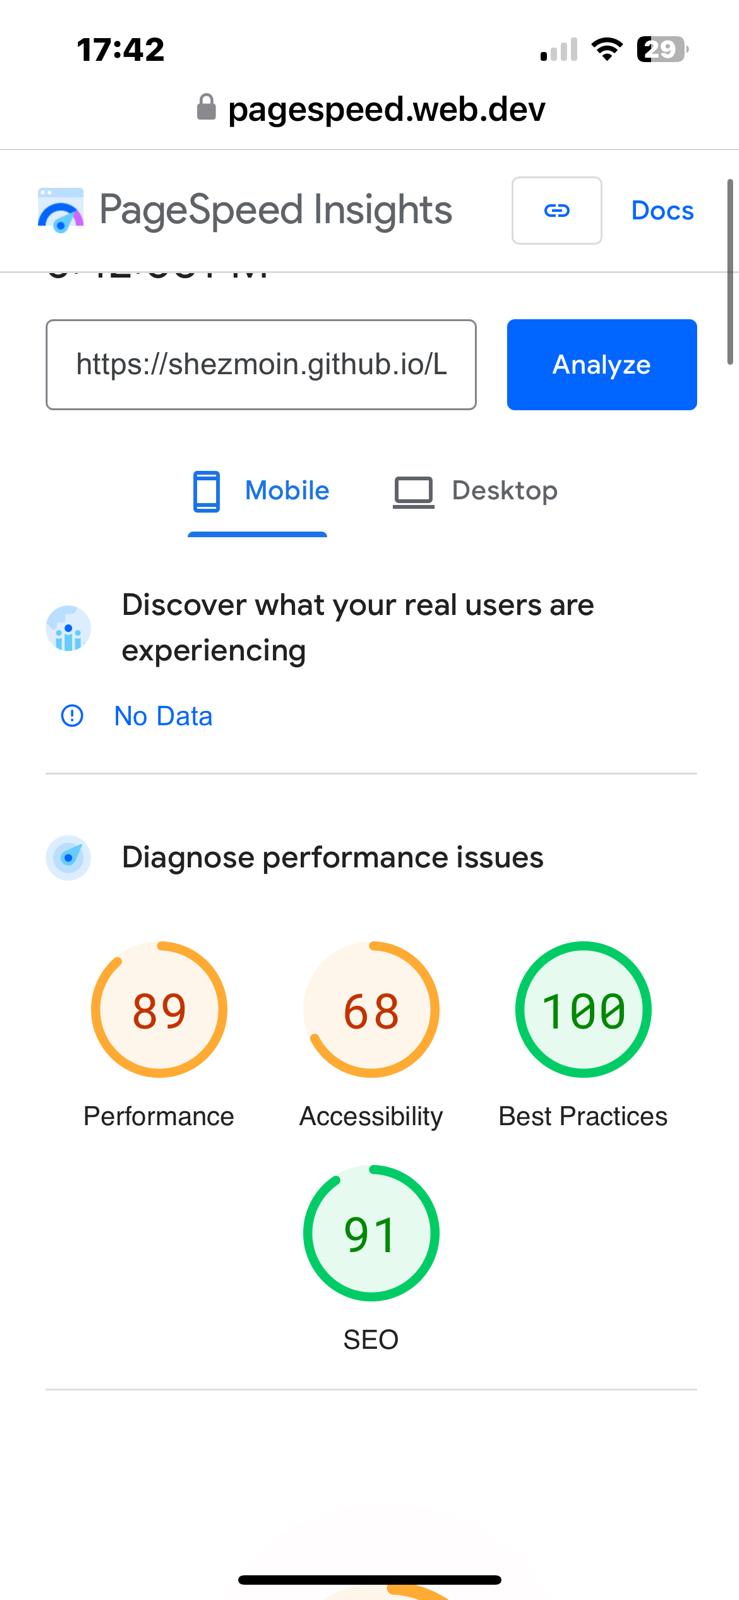 17:42
29
pagespeed.web.dev
PageSpeed Insights
Docs
https://shezmoin.github.io/L
Analyze
Mobile
Desktop
Discover what your real users are
experiencing
No Data
Diagnose performance issues
89
68
100
Performance
Accessibility
Best Practices
91
SEO